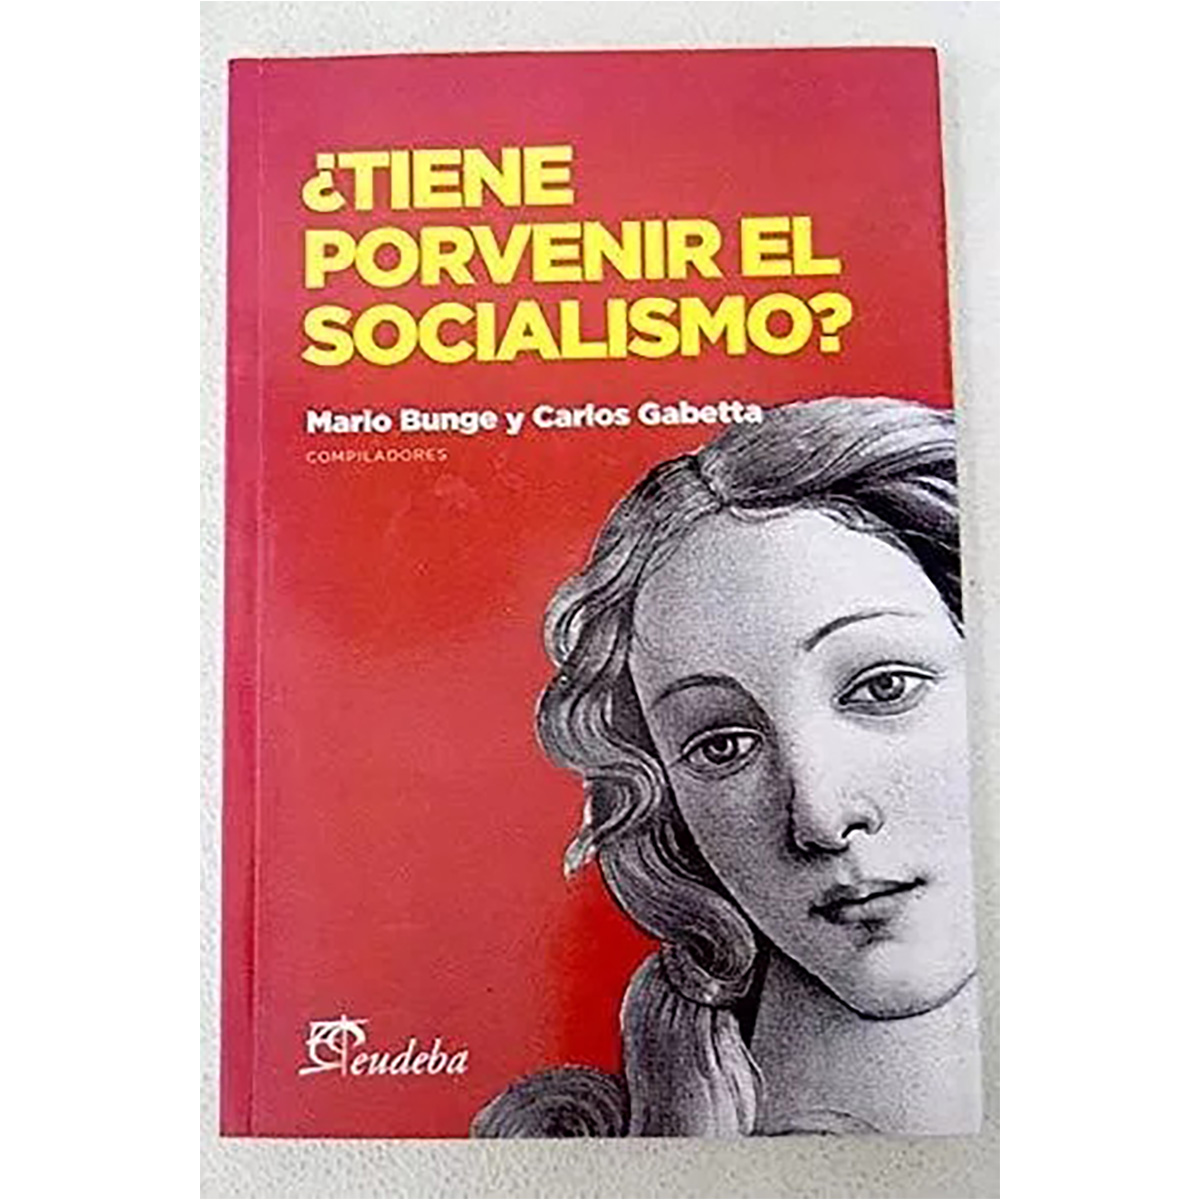 ¿TIENE
PORVENIR EL
SOCIALISMO?
Mario Bunge y Carlos Gabetta
COMPILADORES
eudeba